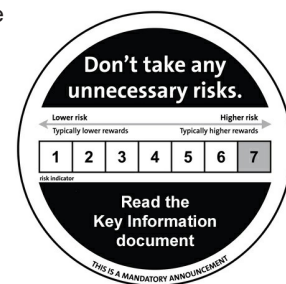 e
Don't take any
unnecessary risks.
Lower risk Higher risk
Typically lower rewards Typically higher rewards
1 2 3 4 5 6 7
risk indicator
Read the
Key Information
document
THIS IS A MANDATORY ANNOUNCEMENT